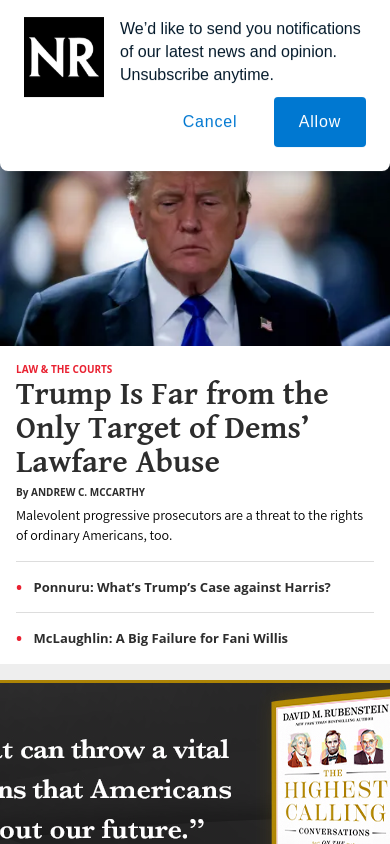 NR
We’d like to send you notifications
of our latest news and opinion.
Unsubscribe anytime.
Cancel
Allow
LAW & THE COURTS
Trump Is Far from the
Only Target of Dems’
Lawfare Abuse
By ANDREW C. MCCARTHY
Malevolent progressive prosecutors are a threat to the rights
of ordinary Americans, too.
• Ponnuru: What’s Trump’s Case against Harris?
• McLaughlin: A Big Failure for Fani Willis
can throw a vital
that Americans
out our future.”
DAVID M. RUBENSTEIN
NEW YORK TIMES BESTSELLING AUTHOR
THE
HIGHEST
CALLING
CONVERSATIONS
ON THE